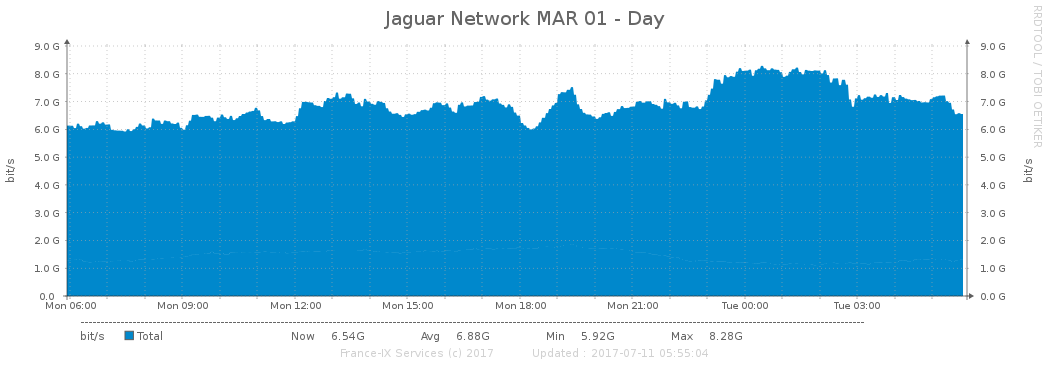 Jaguar Network MAR 01 - Day
RRDTOOL / TOBI OETIKER
bit/s
bit/s
9.0 G 9.0 G
8.0 G 8.0 G
7.0 G 7.0 G
6.0 G 6.0 G
5.0 G 5.0 G
4.0 G 4.0 G
3.0 G 3.0 G
2.0 G 2.0 G
1.0 G 1.0 G
0.0 0.0 G
Mon 06:00 Mon 09:00 Mon 12:00 Mon 15:00 Mon 18:00 Mon 21:00 Tue 00:00 Tue 03:00
bit/s Total Now 6.54G Avg 6.88G Min 5.92G Max 8.28G
France-IX Services (c) 2017 Updated : 2017-07-11 05:55:04